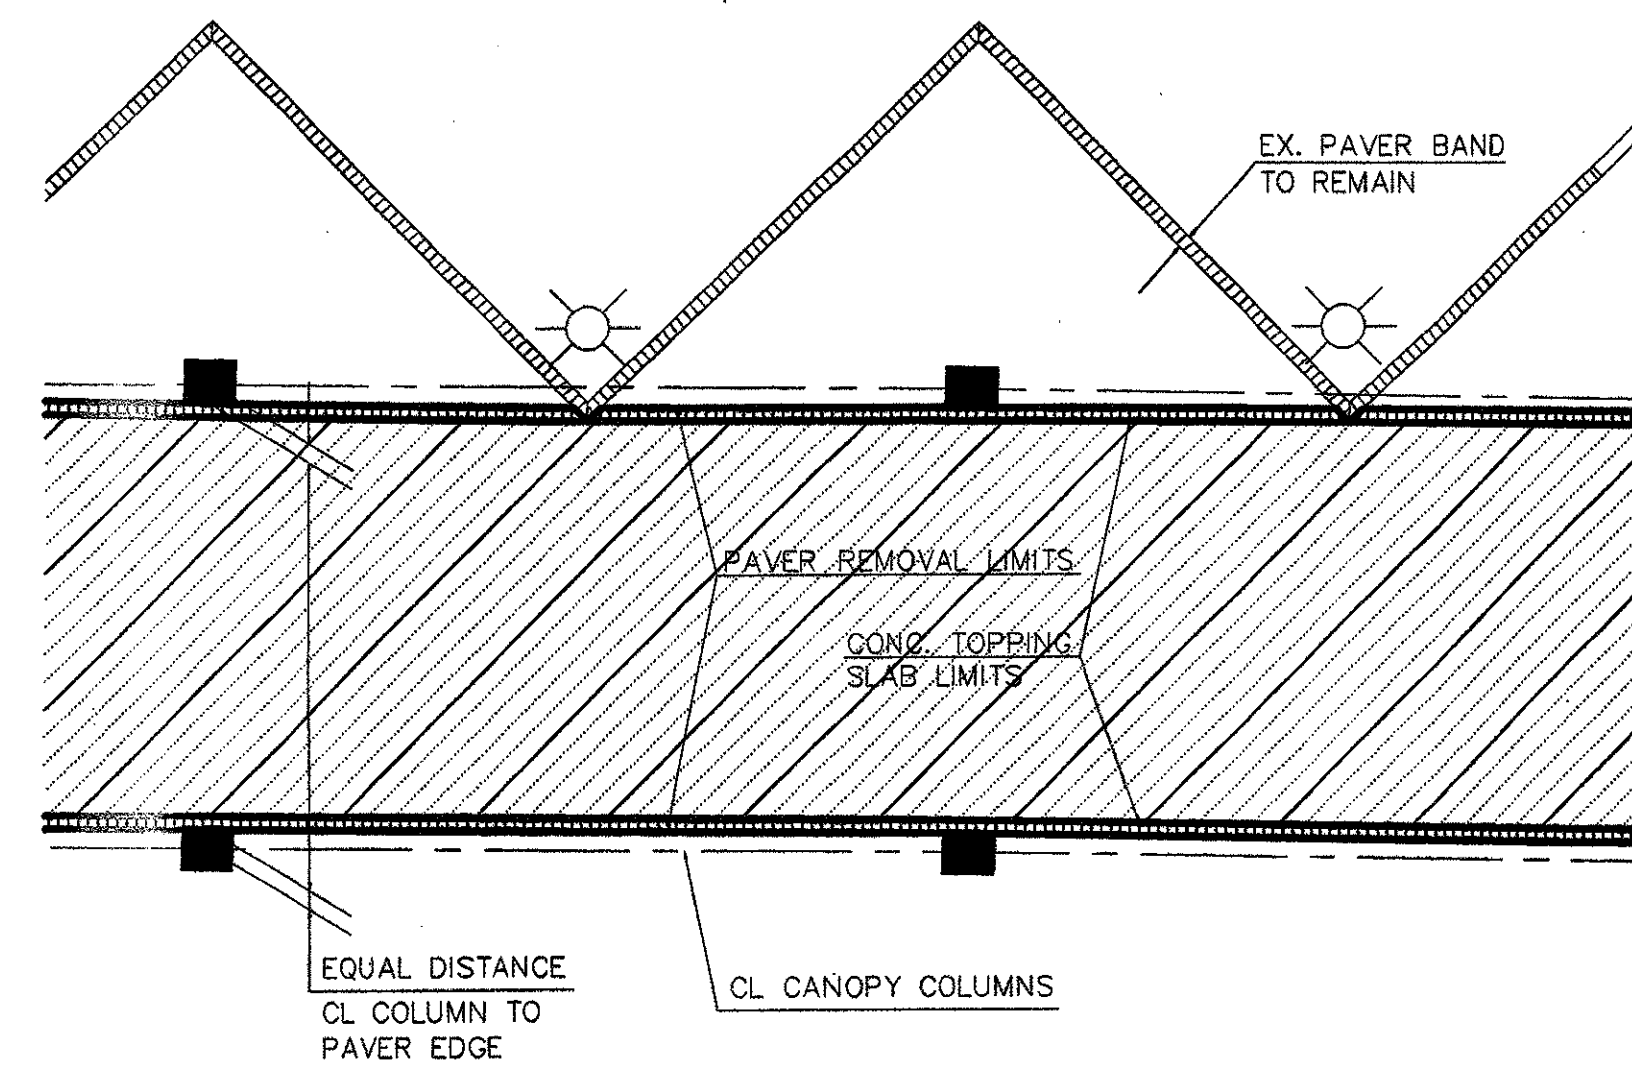 EX. PAVER BAND
TO REMAIN
PAVER REMOVAL LIMITS
CONC. TOPPING
SLAB LIMITS
EQUAL DISTANCE
CL COLUMN TO
PAVER EDGE
CL CANOPY COLUMNS